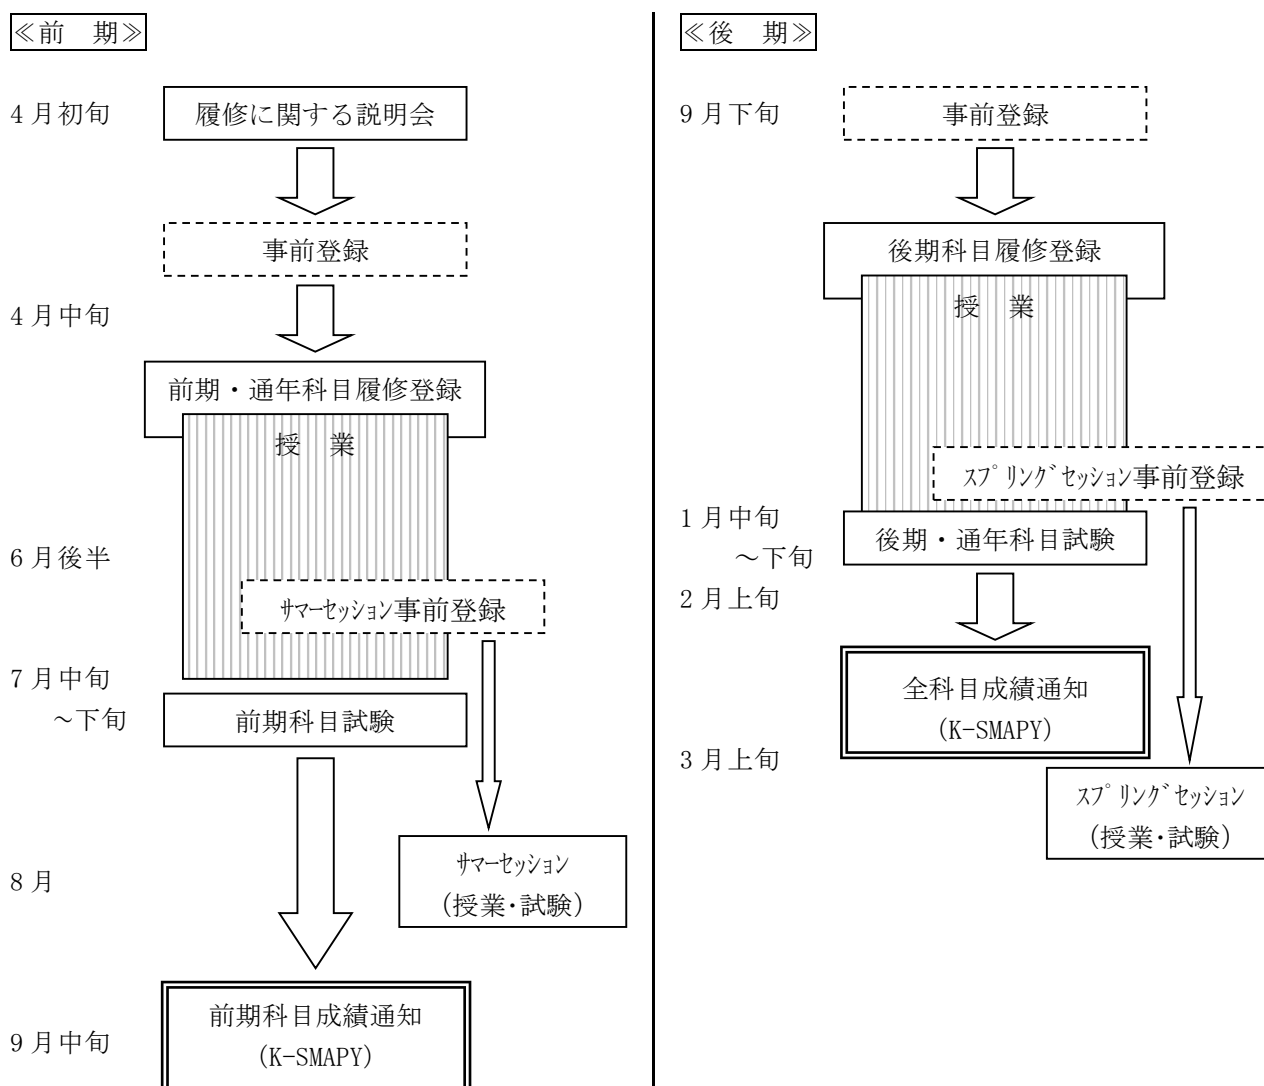 ≪前　期≫
4月初旬
履修に関する説明会
事前登録
4月中旬
前期・通年科目履修登録
授　業
6月後半
ｻﾏｰｾｯｼｮﾝ事前登録
7月中旬
～下旬
前期科目試験
8月
ｻﾏｰｾｯｼｮﾝ
(授業･試験)
9月中旬
前期科目成績通知
(K-SMAPY)
≪後　期≫
9月下旬
事前登録
後期科目履修登録
授　業
ｽﾌﾟﾘﾝｸﾞｾｯｼｮﾝ事前登録
1月中旬
～下旬
後期・通年科目試験
2月上旬
全科目成績通知
(K-SMAPY)
3月上旬
ｽﾌﾟﾘﾝｸﾞｾｯｼｮﾝ
(授業･試験)